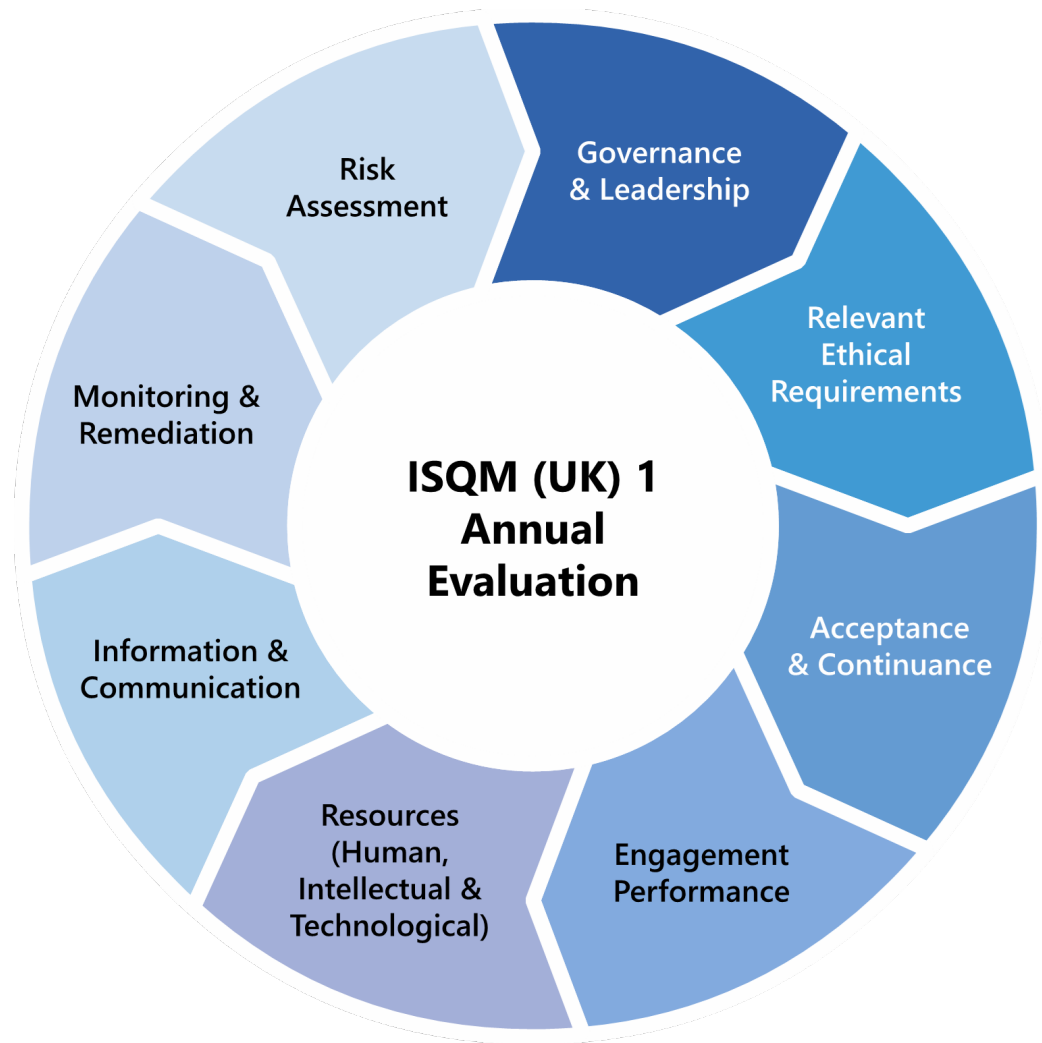 ISQM (UK) 1
Annual
Evaluation
Governance
& Leadership
Relevant
Ethical
Requirements
Acceptance
& Continuance
Engagement
Performance
Resources
(Human,
Intellectual &
Technological)
Information &
Communication
Monitoring &
Remediation
Risk
Assessment